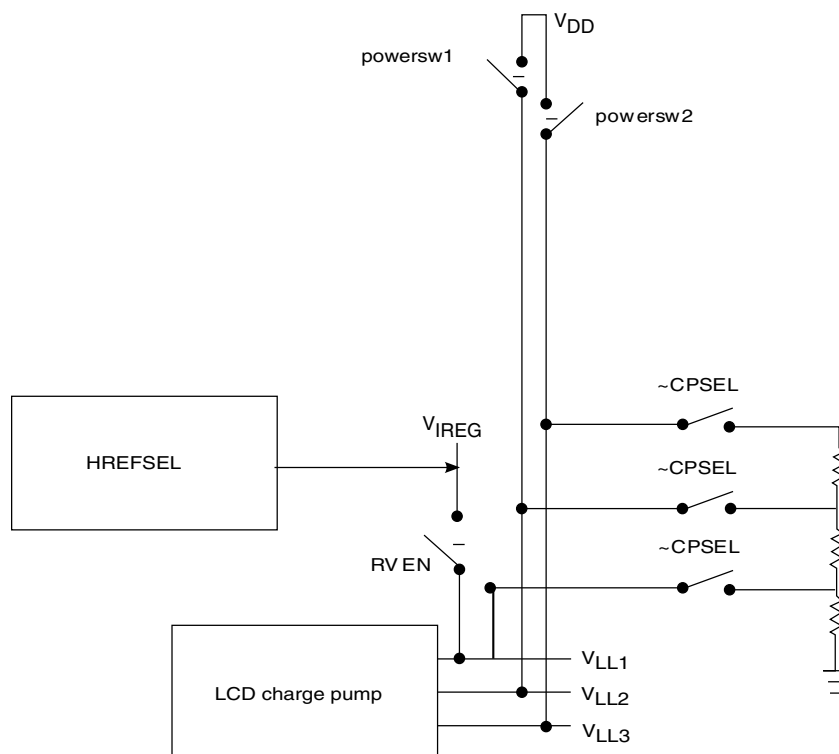 VDD
powersw1
powersw2
~CPSEL
VIREG
HREFSEL
~CPSEL
~CPSEL
RVEN
VLL1
LCD charge pump
VLL2
VLL3